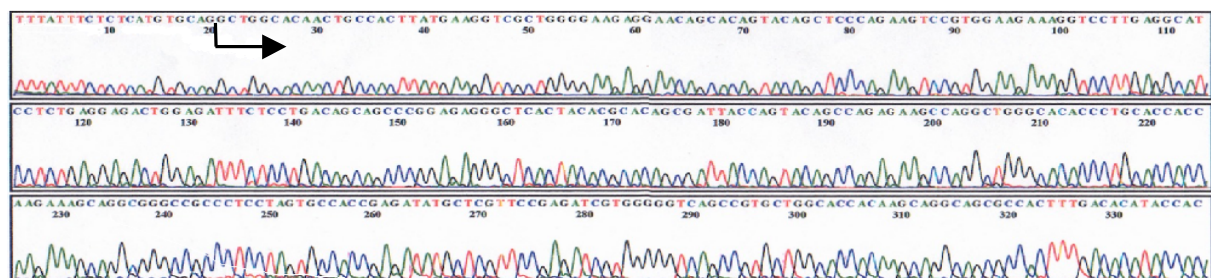 TTTATTTCTCTCATGTGCAGGCTGGCACAACTGCCACTTATGAAGGTCGCTGGGGAAGAGGAACAGCACAGTACAGCTCCCAGAAGTCCGTGGAAGAAAGGTCCTTGAGGCAT
10 20 30 40 50 60 70 80 90 100 110
CCTCTGAGGAGACTGGAGATTTCTCCTGACAGCAGCCCGGAGAGGGCTCACTACACGCACAGCGATTACCAGTACAGCCAGAGAAGCCAGGCTGGGCACACCCTGCACCACC
120 130 140 150 160 170 180 190 200 210 220
AAGAAAGCAGGCGGGCCGCCCTCCTAGTGCCACCGAGATATGCTCGTTCCGAGATCGTGGGGGTCAGCCGTGCTGGCACCACAAGCAGGCAGCGCCACTTTGACACATACCAC
230 240 250 260 270 280 290 300 310 320 330